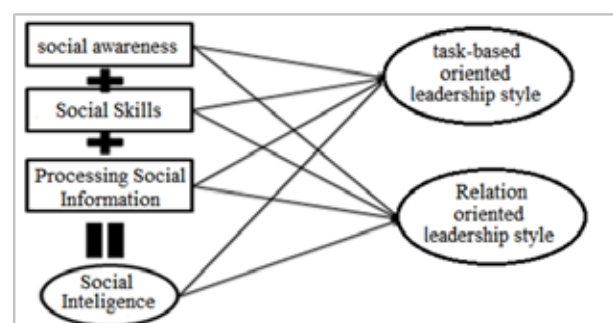 social awareness
Social Skills
Processing Social
Information
Social
Inteligence
task-based
oriented
leadership style
Relation
oriented
leadership style